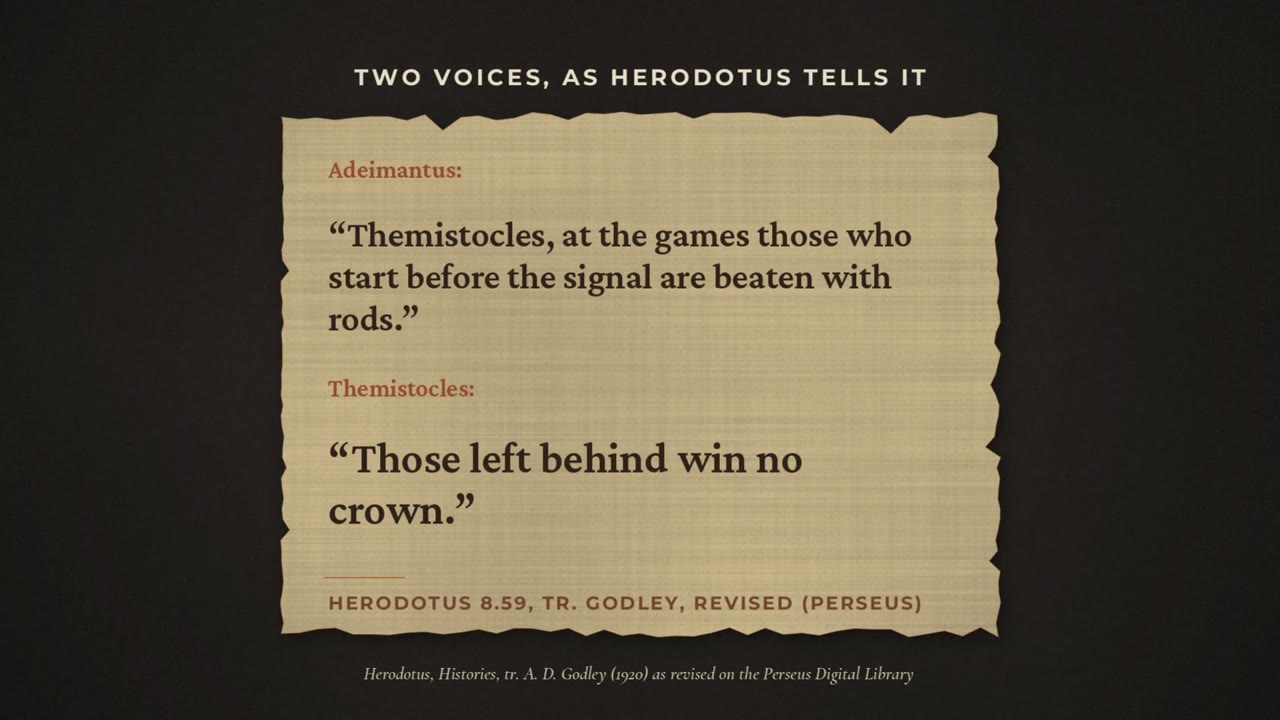 TWO VOICES, AS HERODOTUS TELLS IT
Adeimantus:
“Themistocles, at the games those who
start before the signal are beaten with
rods.”
Themistocles:
“Those left behind win no
crown.”
HERODOTUS 8.59, TR. GODLEY, REVISED (PERSEUS)
Herodotus, Histories, tr. A. D. Godley (1920) as revised on the Perseus Digital Library